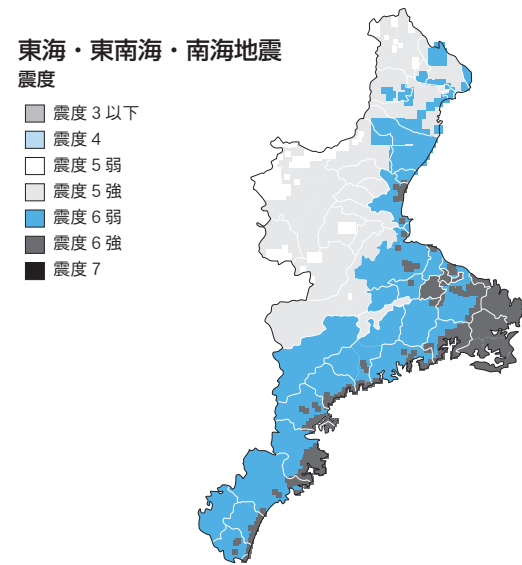 東海・東南海・南海地震
震度
震度 3 以下
震度 4
震度 5 弱
震度 5 強
震度 6 弱
震度 6 強
震度 7